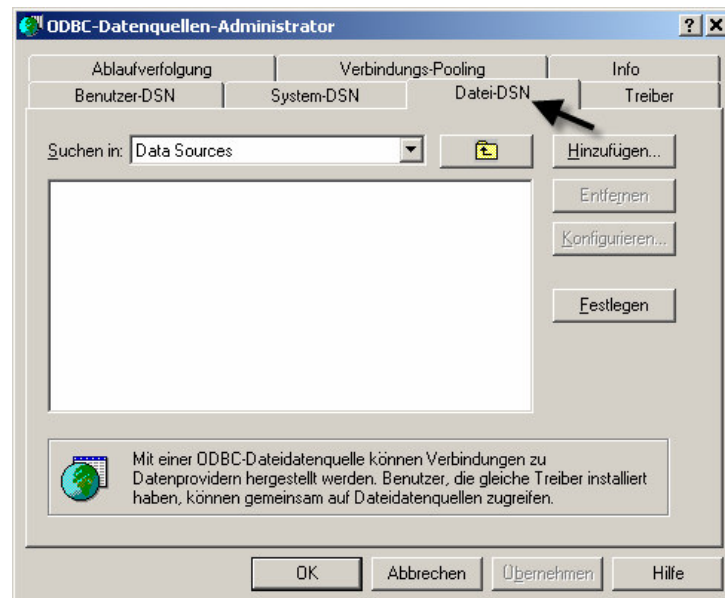 ODBC-Datenquellen-Administrator
Ablaufverfolgung Verbindungs-Pooling Info
Benutzer-DSN System-DSN Datei-DSN Treiber
Suchen in: Data Sources Hinzufügen...
Entfernen
Konfigurieren...
Festlegen
Mit einer ODBC-Dateidatenquelle können Verbindungen zu
Datenprovidern hergestellt werden. Benutzer, die gleiche Treiber installiert
haben, können gemeinsam auf Dateidatenquellen zugreifen.
OK Abbrechen Übernehmen Hilfe